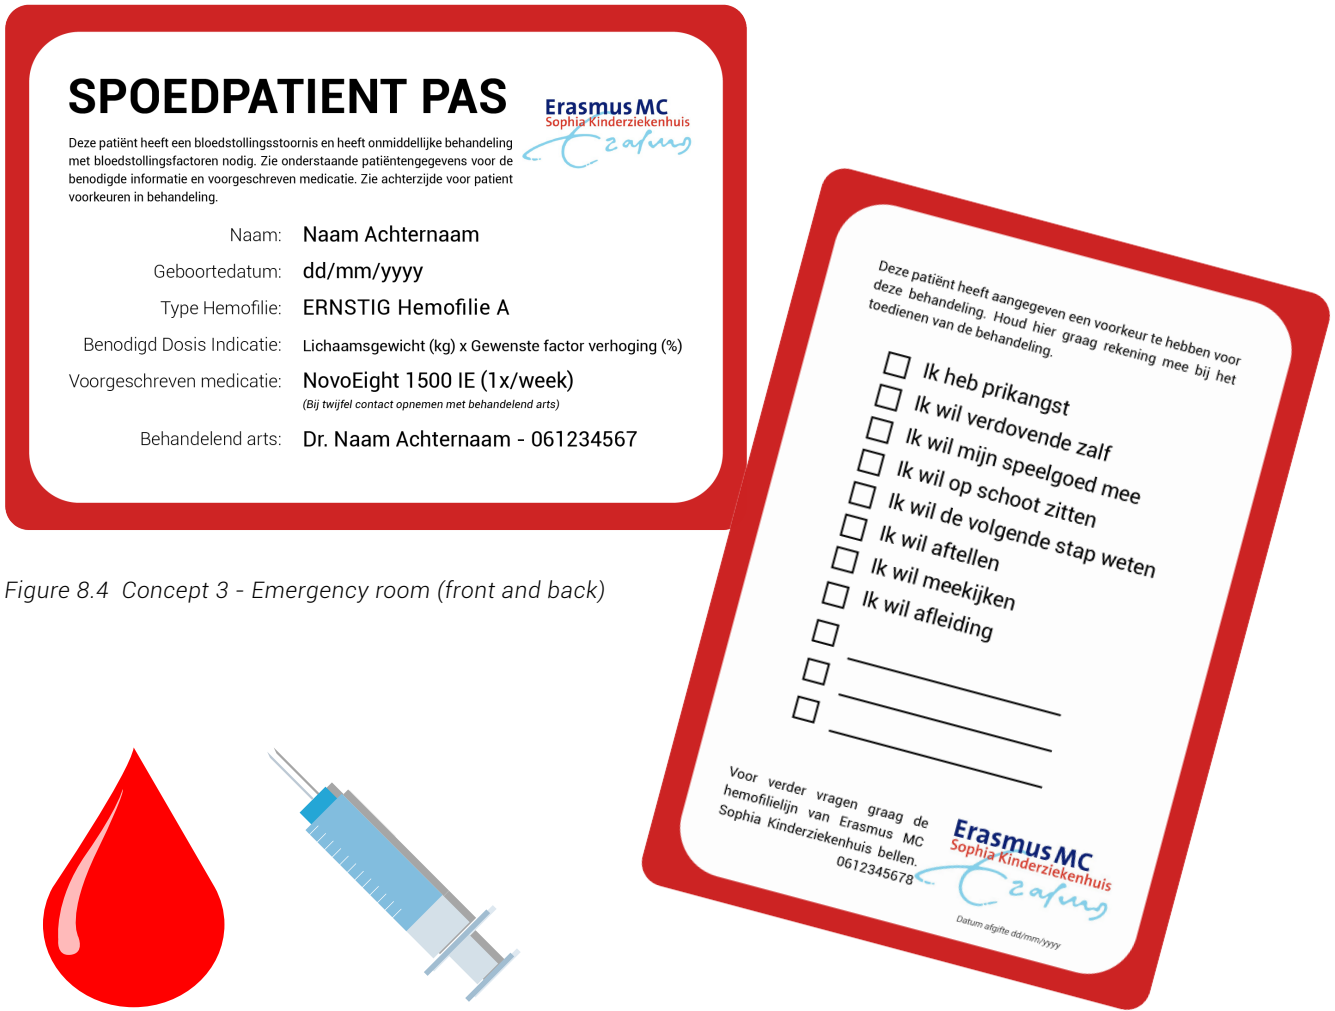 SPOEDPATIENT PAS
Erasmus MC
Sophia Kinderziekenhuis
Erasmus
Deze patiënt heeft een bloedstollingsstoornis en heeft onmiddellijke behandeling
met bloedstollingsfactoren nodig. Zie onderstaande patiëntengegevens voor de
benodigde informatie en voorgeschreven medicatie. Zie achterzijde voor patient
voorkeuren in behandeling.
Naam: Naam Achternaam
Geboortedatum: dd/mm/yyyy
Type Hemofilie: ERNSTIG Hemofilie A
Benodigd Dosis Indicatie: Lichaamsgewicht (kg) x Gewenste factor verhoging (%)
Voorgeschreven medicatie: NovoEight 1500 IE (1x/week)
(Bij twijfel contact opnemen met behandelend arts)
Behandelend arts: Dr. Naam Achternaam - 061234567
Figure 8.4 Concept 3 - Emergency room (front and back)
Deze patiënt heeft aangegeven een voorkeur te hebben voor
deze behandeling. Houd hier graag rekening mee bij het
toedienen van de behandeling.
Ik heb prikangst
Ik wil verdovende zalf
Ik wil mijn speelgoed mee
Ik wil op schoot zitten
Ik wil de volgende stap weten
Ik wil aftellen
Ik wil meekijken
Ik wil afleiding
Voor verder vragen graag de
hemofilielijn van Erasmus MC
Sophia Kinderziekenhuis bellen.
0612345678
Erasmus MC
Sophia Kinderziekenhuis
Erasmus
Datum afgifte dd/mm/yyyy